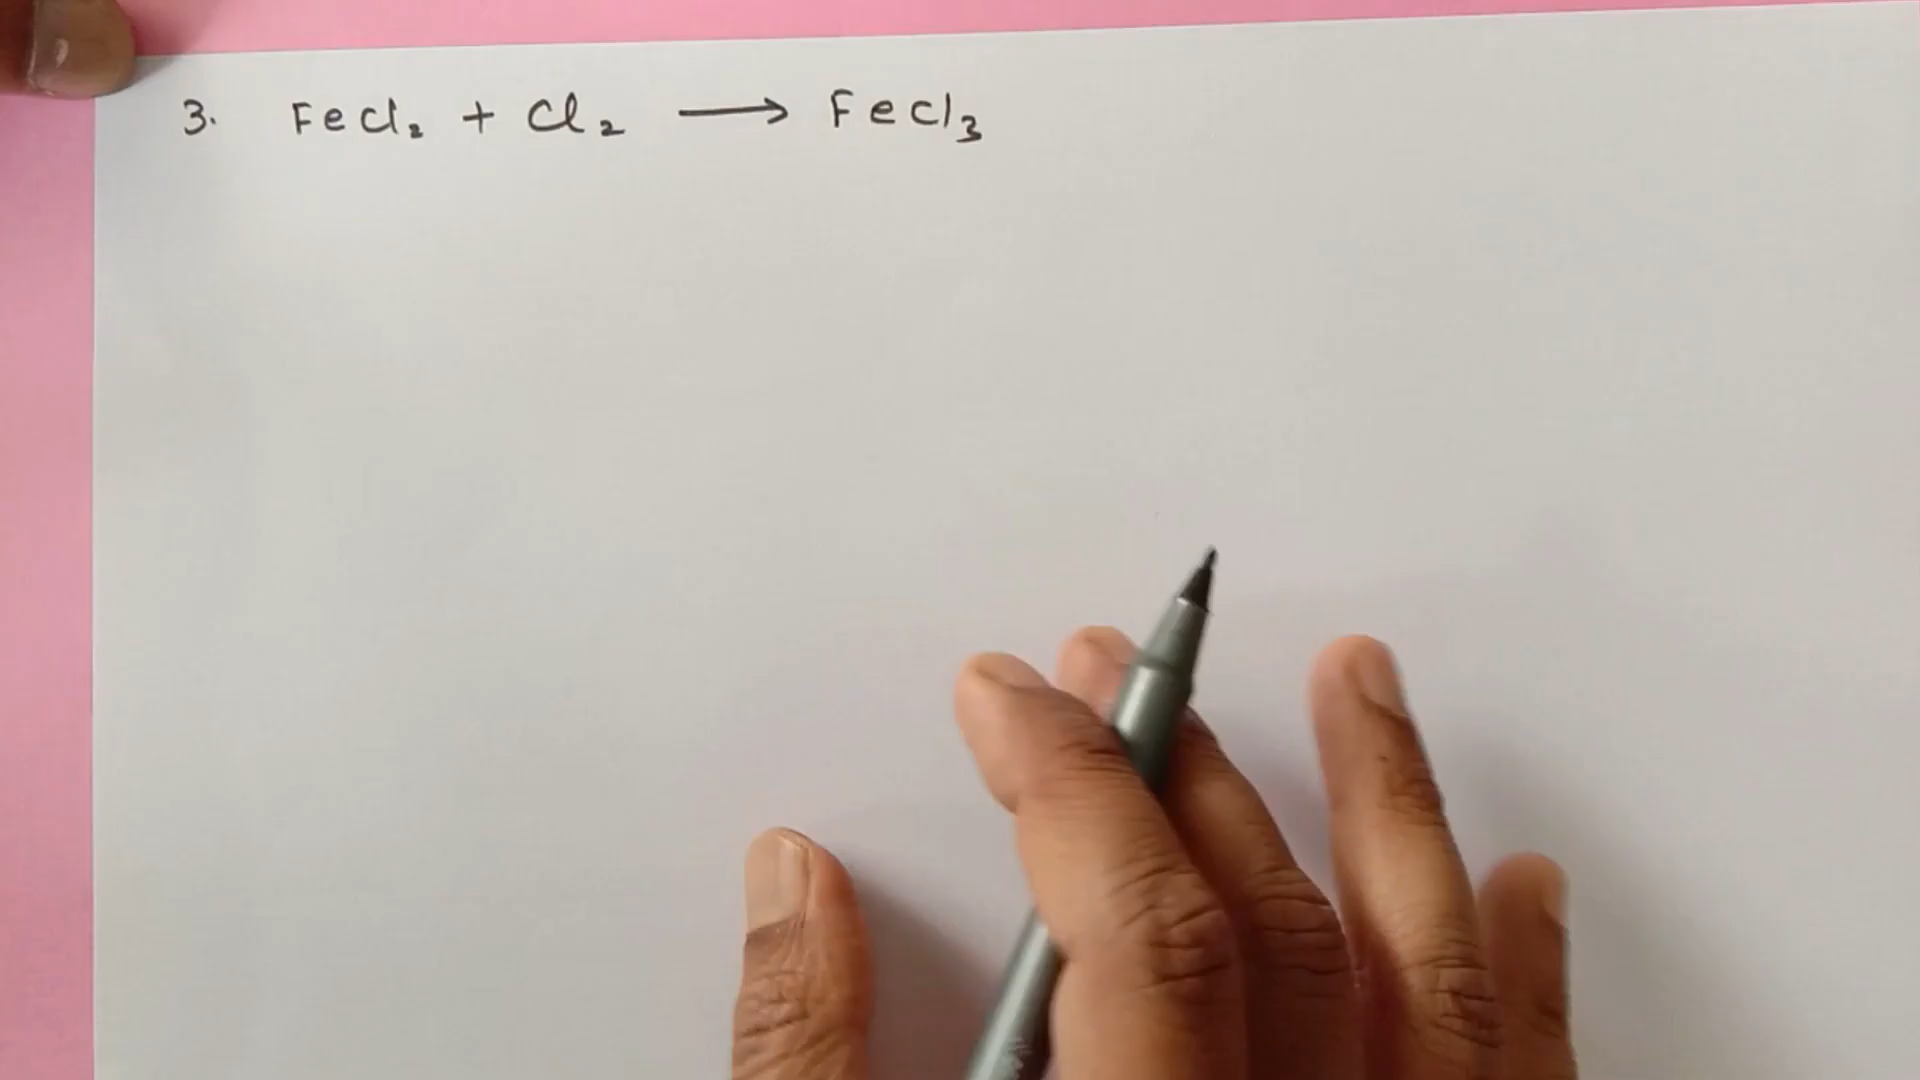 3. FeCl₂ + Cl₂ ⟶ FeCl₃